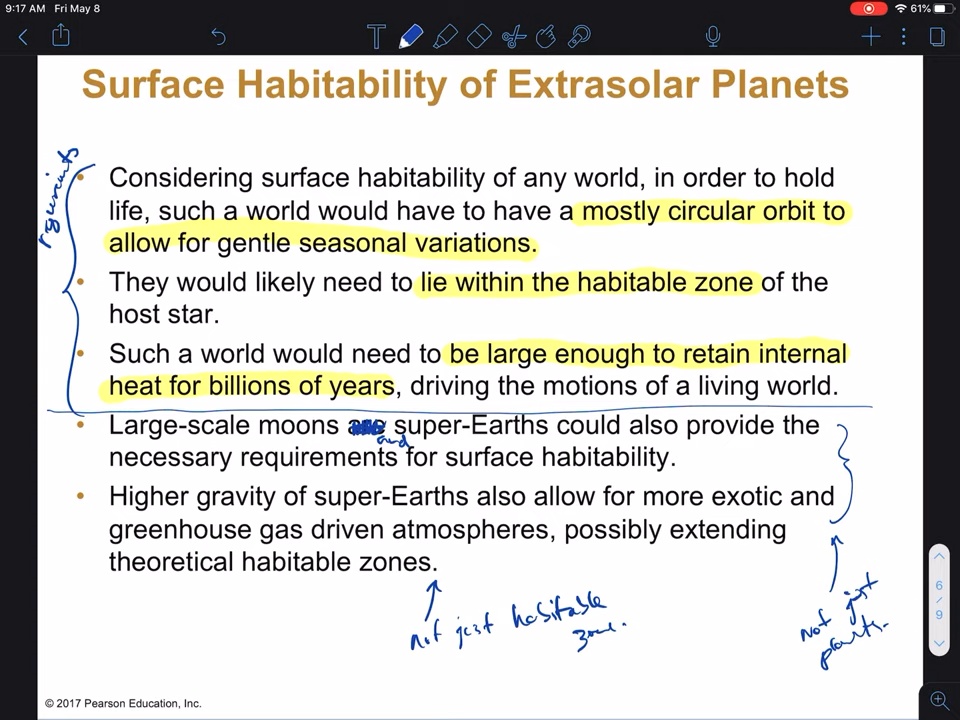 9:17 AM Fri May 8
61%
Surface Habitability of Extrasolar Planets
requirements
• Considering surface habitability of any world, in order to hold
life, such a world would have to have a mostly circular orbit to
allow for gentle seasonal variations.
• They would likely need to lie within the habitable zone of the
host star.
• Such a world would need to be large enough to retain internal
heat for billions of years, driving the motions of a living world.
• Large-scale moons are super-Earths could also provide the
and
necessary requirements for surface habitability.
• Higher gravity of super-Earths also allow for more exotic and
greenhouse gas driven atmospheres, possibly extending
theoretical habitable zones.
not just habitable
zone.
not just
planets.
6
/
9
© 2017 Pearson Education, Inc.